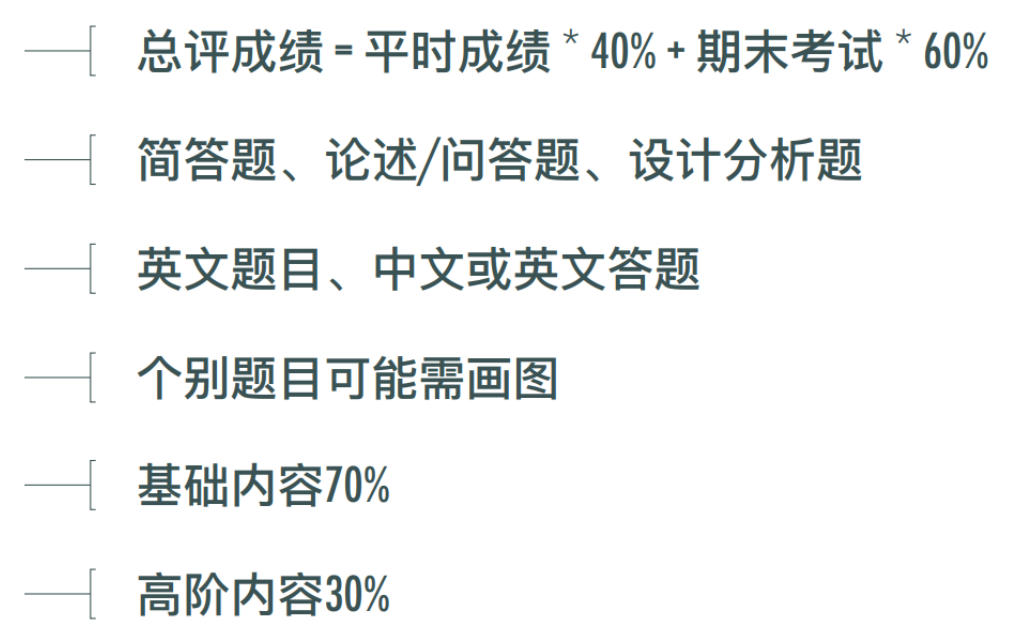 总评成绩 = 平时成绩 * 40% + 期末考试 * 60%
简答题、论述/问答题、设计分析题
英文题目、中文或英文答题
个别题目可能需画图
基础内容70%
高阶内容30%